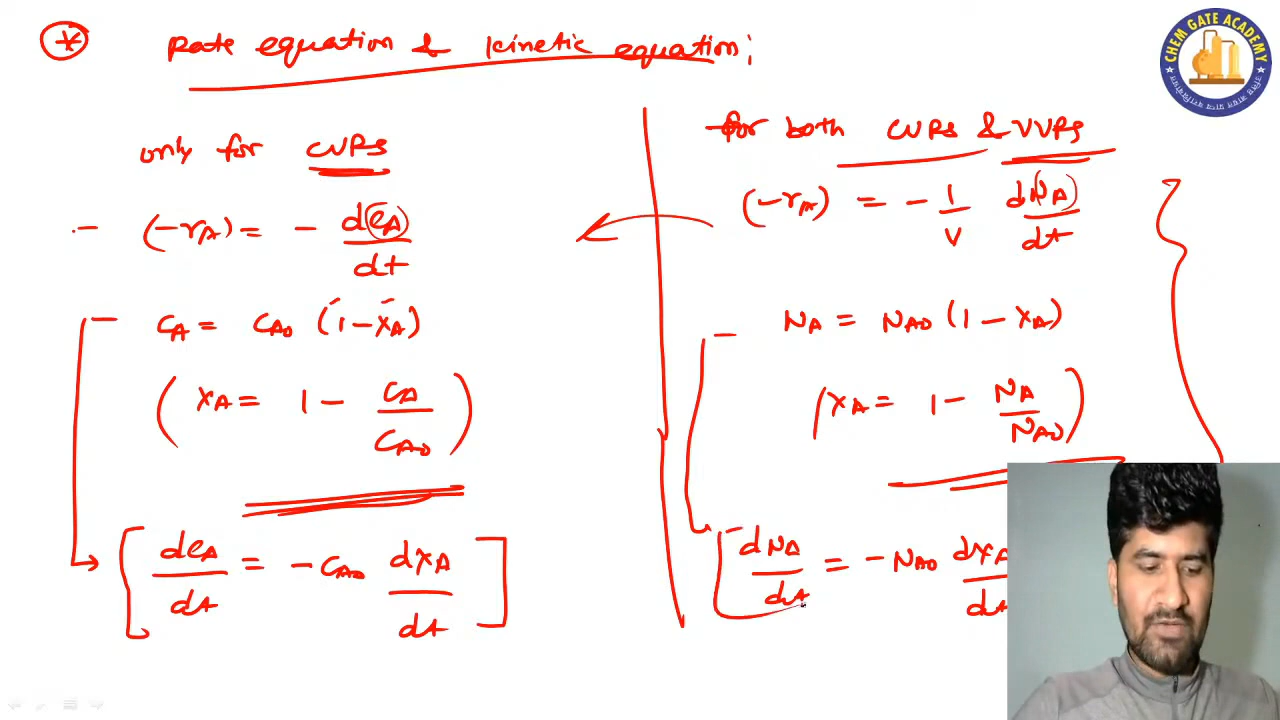 * Rate equation & kinetic equation;
only for CVRS
- (-rA) = - dCA/dt
- CA = CA0 (1 - XA)
( XA = 1 - CA/CA0 )
[ dCA/dt = - CA0 dXA/dt ]
for both CVRS & VVRS
(-rA) = - 1/V d(NA)/dt
- NA = NA0 (1 - XA)
( XA = 1 - NA/NA0 )
[ dNA/dt = - NA0 dXA/dt
CHEM GATE ACADEMY